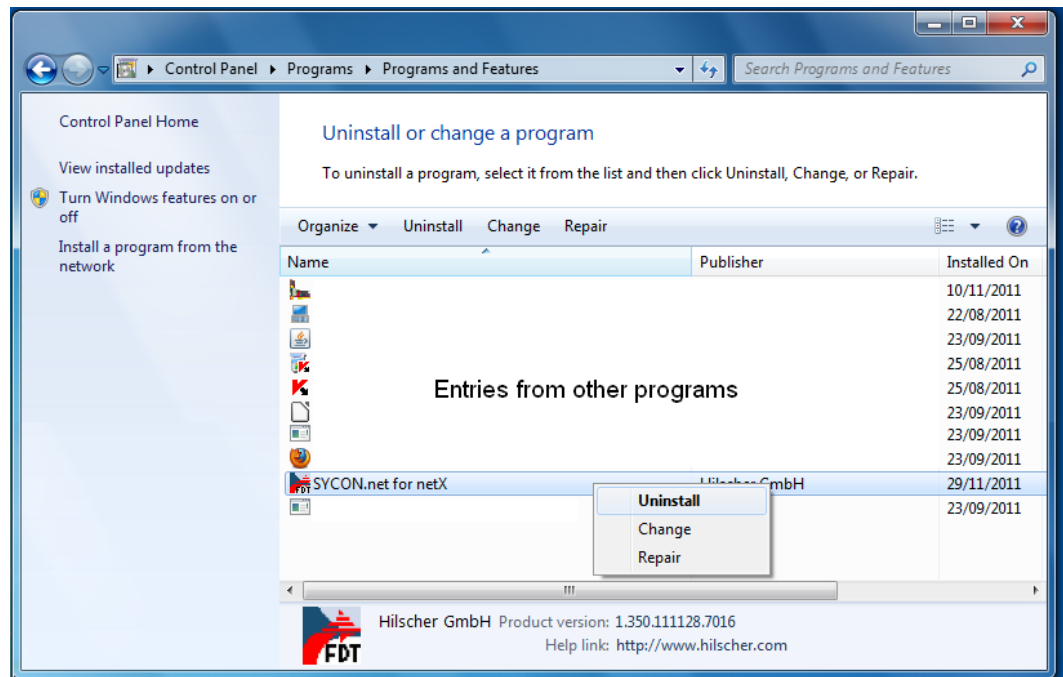 Control Panel ▸ Programs ▸ Programs and Features
Search Programs and Features
Control Panel Home
View installed updates
Turn Windows features on or
off
Install a program from the
network
Uninstall or change a program
To uninstall a program, select it from the list and then click Uninstall, Change, or Repair.
Organize Uninstall Change Repair
Name Publisher Installed On
10/11/2011
22/08/2011
23/09/2011
25/08/2011
Entries from other programs 25/08/2011
23/09/2011
23/09/2011
23/09/2011
FDT SYCON.net for netX Hilscher GmbH 29/11/2011
Uninstall
23/09/2011
Change
Repair
Hilscher GmbH Product version: 1.350.111128.7016
Help link: http://www.hilscher.com
FDT